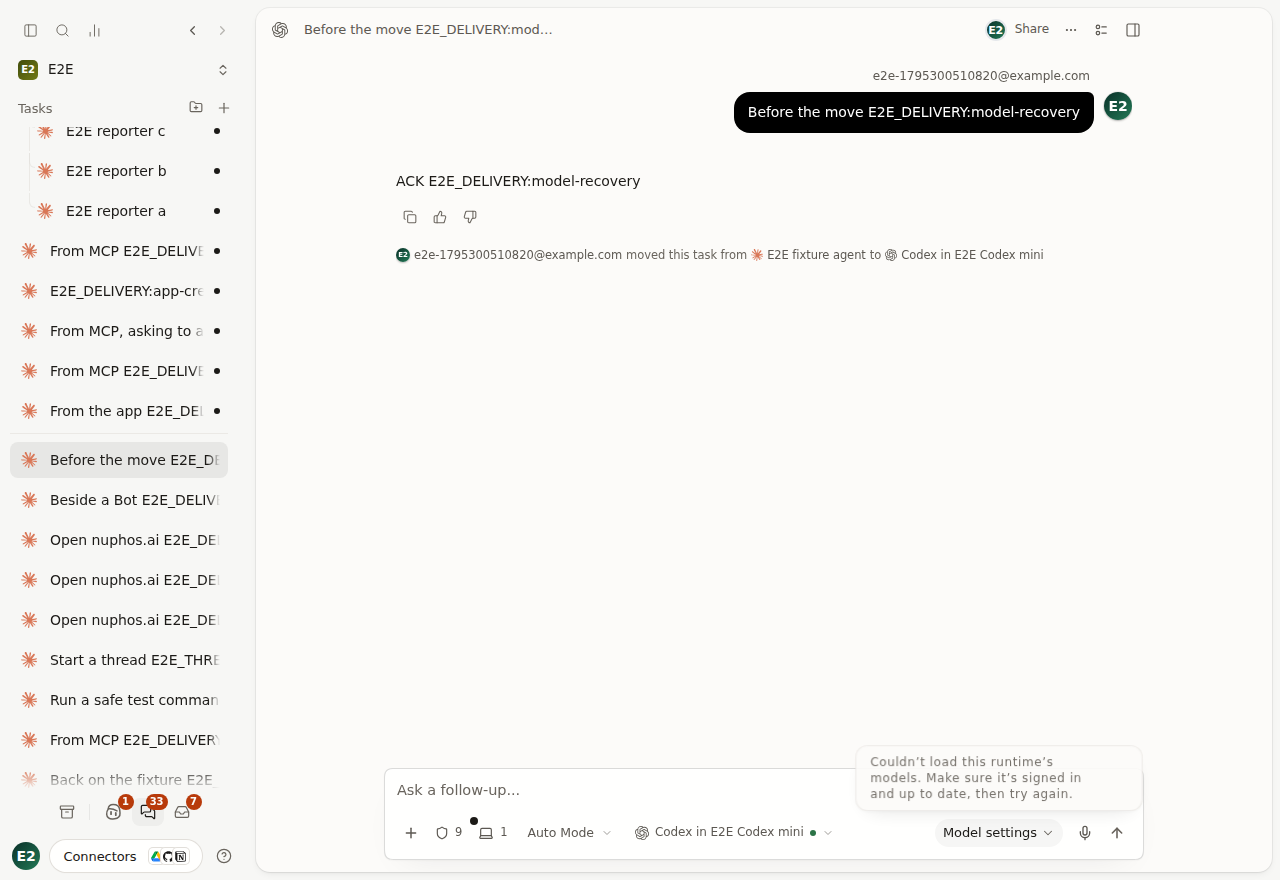 E2 E2E
Tasks
E2E reporter c
E2E reporter b
E2E reporter a
From MCP E2E_DELIVE
E2E_DELIVERY:app-cre
From MCP, asking to a
From MCP E2E_DELIVE
From the app E2E_DEL
Before the move E2E_DE
Beside a Bot E2E_DELIV
Open nuphos.ai E2E_DE
Open nuphos.ai E2E_DE
Open nuphos.ai E2E_DE
Start a thread E2E_THRE
Run a safe test comman
From MCP E2E_DELIVERY
Back on the fixture E2E_
1 33 7
E2 Connectors
Before the move E2E_DELIVERY:mod…
E2 Share
e2e-1795300510820@example.com
Before the move E2E_DELIVERY:model-recovery
E2
ACK E2E_DELIVERY:model-recovery
E2 e2e-1795300510820@example.com moved this task from E2E fixture agent to Codex in E2E Codex mini
Couldn’t load this runtime’s
models. Make sure it’s signed in
and up to date, then try again.
Ask a follow-up...
9 1 Auto Mode Codex in E2E Codex mini Model settings